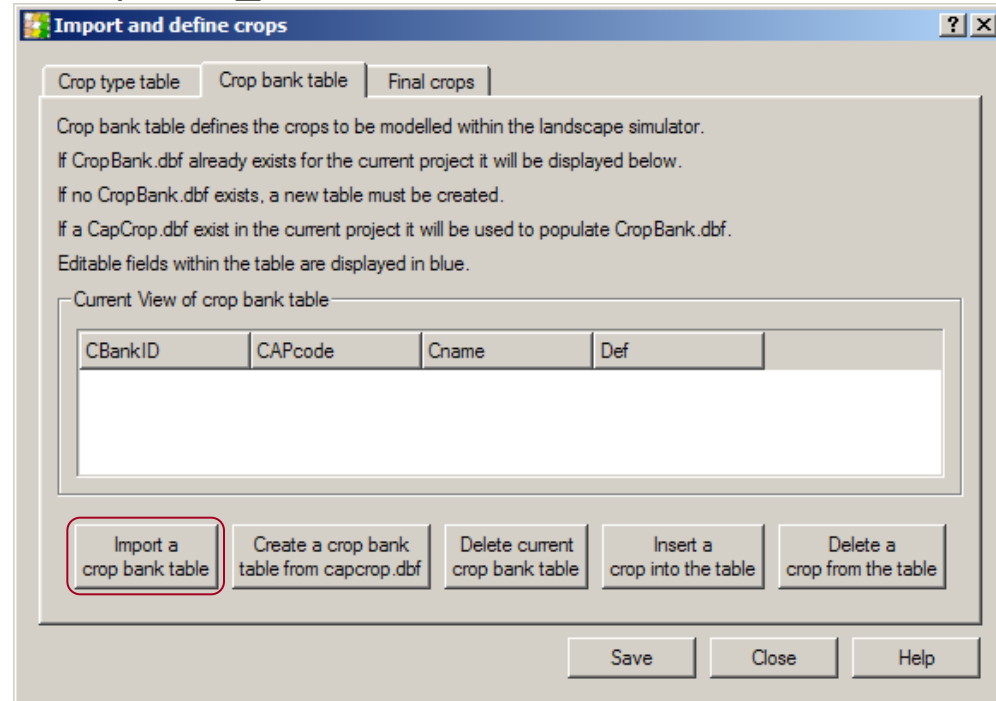 Import and define crops
?
X
Crop type table
Crop bank table
Final crops
Crop bank table defines the crops to be modelled within the landscape simulator.
If CropBank.dbf already exists for the current project it will be displayed below.
If no CropBank.dbf exists, a new table must be created.
If a CapCrop.dbf exist in the current project it will be used to populate CropBank.dbf.
Editable fields within the table are displayed in blue.
Current View of crop bank table
CBankID
CAPcode
Cname
Def
Import a
crop bank table
Create a crop bank
table from capcrop.dbf
Delete current
crop bank table
Insert a
crop into the table
Delete a
crop from the table
Save
Close
Help